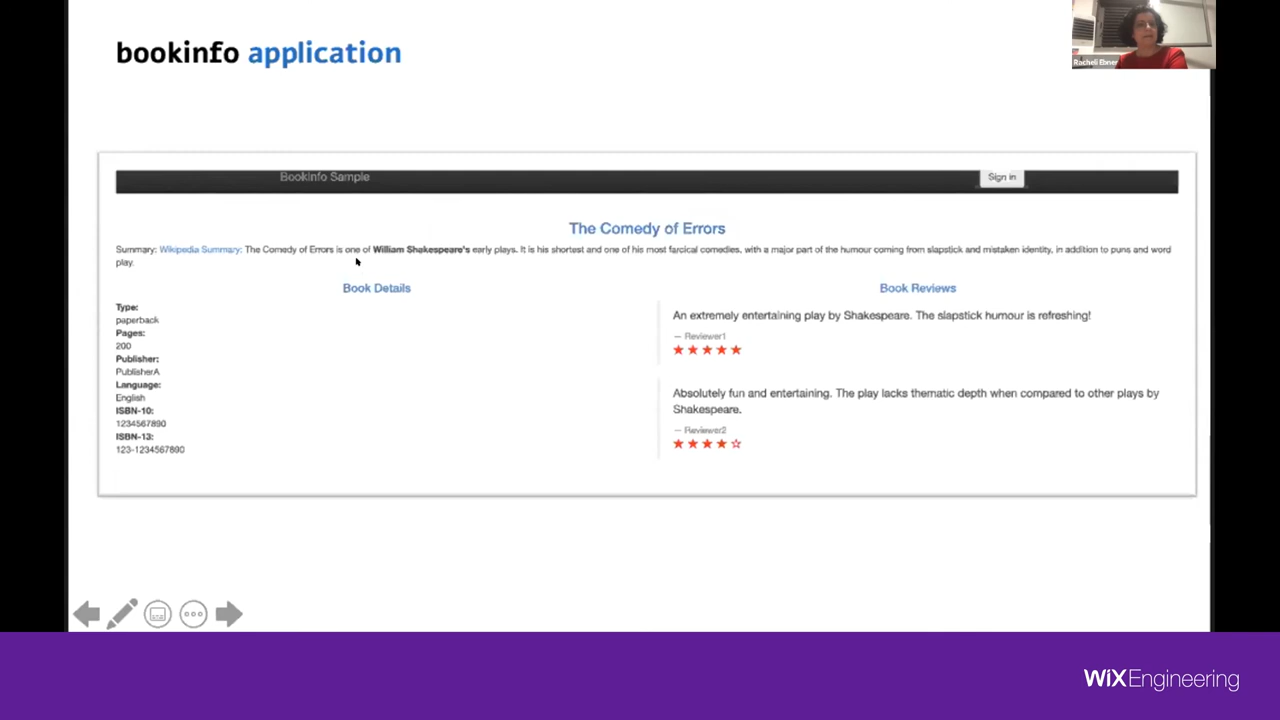 bookinfo application
Racheli Ebner
BookInfo Sample
Sign in
The Comedy of Errors
Summary: Wikipedia Summary: The Comedy of Errors is one of William Shakespeare's early plays. It is his shortest and one of his most farcical comedies, with a major part of the humour coming from slapstick and mistaken identity, in addition to puns and word
play.
Book Details
Type:
paperback
Pages:
200
Publisher:
PublisherA
Language:
English
ISBN-10:
1234567890
ISBN-13:
123-1234567890
Book Reviews
An extremely entertaining play by Shakespeare. The slapstick humour is refreshing!
— Reviewer1
Absolutely fun and entertaining. The play lacks thematic depth when compared to other plays by
Shakespeare.
— Reviewer2
WiXEngineering